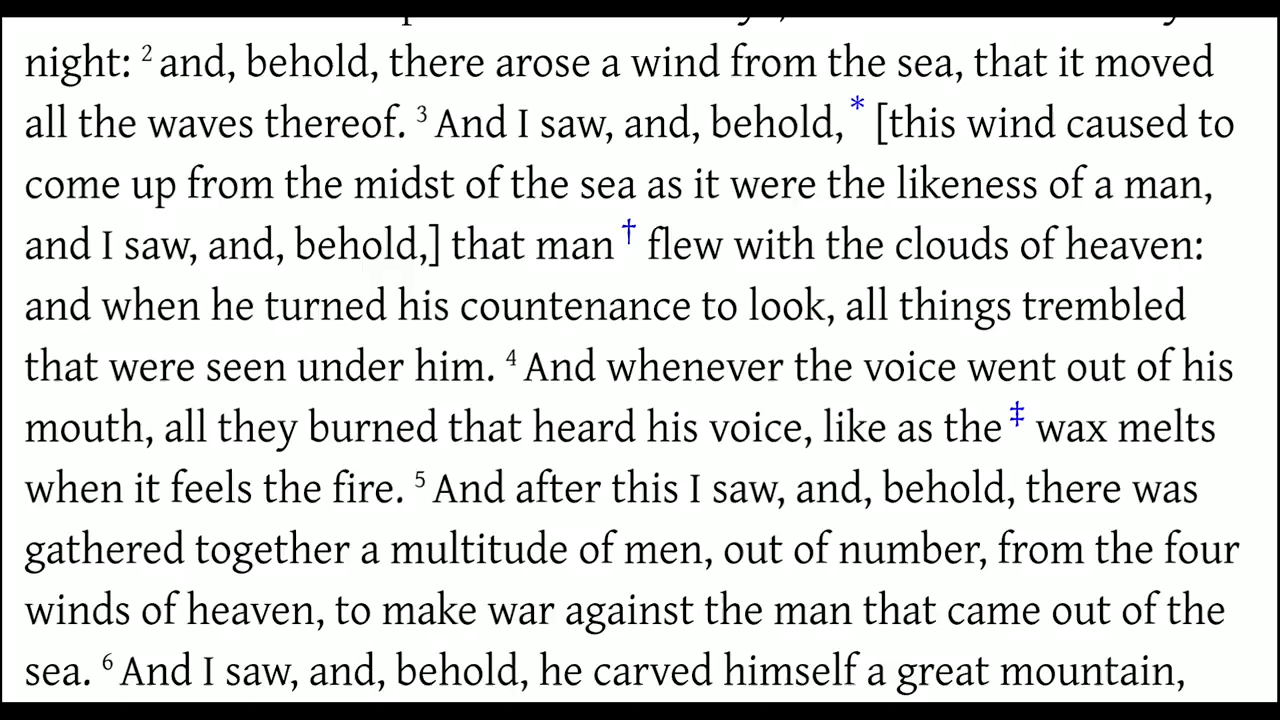 night: 2 and, behold, there arose a wind from the sea, that it moved
all the waves thereof. 3 And I saw, and, behold,* [this wind caused to
come up from the midst of the sea as it were the likeness of a man,
and I saw, and, behold,] that man† flew with the clouds of heaven:
and when he turned his countenance to look, all things trembled
that were seen under him. 4 And whenever the voice went out of his
mouth, all they burned that heard his voice, like as the‡ wax melts
when it feels the fire. 5 And after this I saw, and, behold, there was
gathered together a multitude of men, out of number, from the four
winds of heaven, to make war against the man that came out of the
sea. 6 And I saw, and, behold, he carved himself a great mountain,